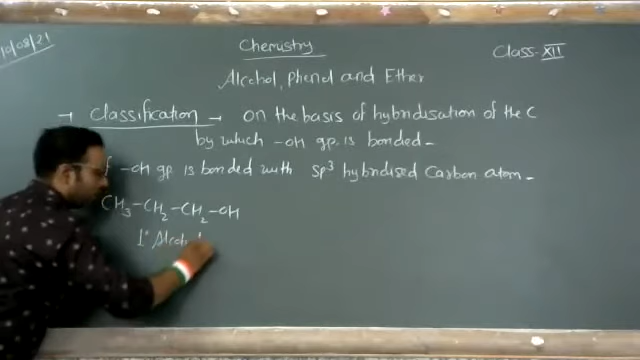 10/08/21
Chemistry
Class-XII
Alcohol, Phenol and Ether
→ Classification → on the basis of hybridisation of the C
by which -OH gp. is bonded.
-OH gp is bonded with sp³ hybridised Carbon atom.
CH₃-CH₂-CH₂-OH
1° Alcohol